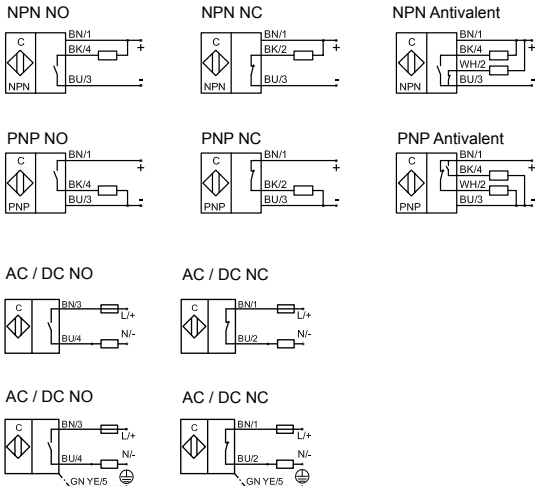 NPN NO
NPN NC
NPN Antivalent
C
NPN
BN/1
BK/4
BU/3
+
-
C
NPN
BN/1
BK/2
BU/3
+
-
C
NPN
BN/1
BK/4
WH/2
BU/3
+
-
PNP NO
PNP NC
PNP Antivalent
C
PNP
BN/1
BK/4
BU/3
+
-
C
PNP
BN/1
BK/2
BU/3
+
-
C
PNP
BN/1
BK/4
WH/2
BU/3
+
-
AC / DC NO
AC / DC NC
C
BN/3
L/+
BU/4
N/-
C
BN/1
L/+
BU/2
N/-
AC / DC NO
AC / DC NC
C
BN/3
L/+
BU/4
N/-
GN YE/5
C
BN/1
L/+
BU/2
N/-
GN YE/5